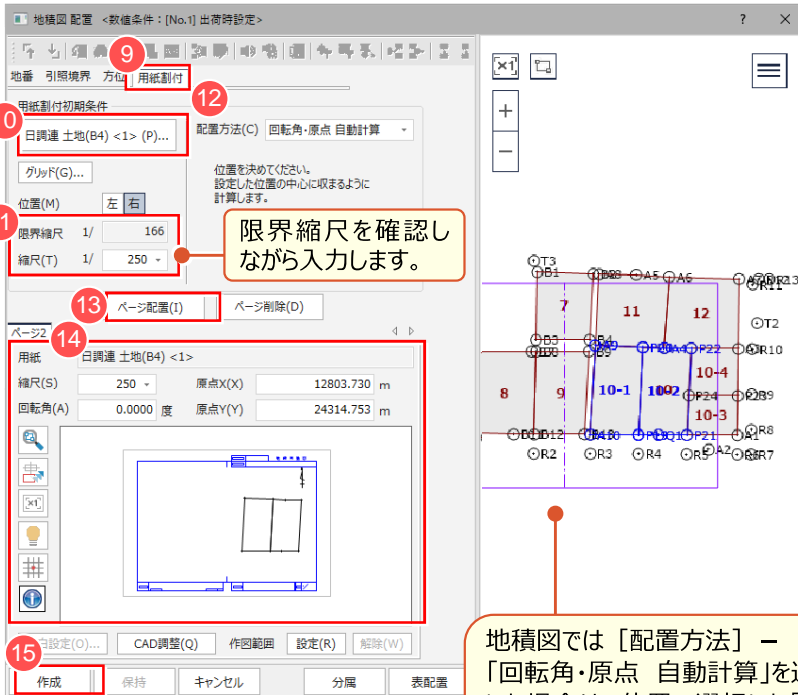 地積図 配置 <数値条件：[No.1] 出荷時設定>
? ×
9
地番 引照境界 方位 用紙割付
12
用紙割付初期条件
0
日調連 土地(B4) <1> (P)...
配置方法(C) 回転角・原点 自動計算
グリッド(G)...
位置を決めてください。
設定した位置の中心に収まるように
計算します。
位置(M) 左 右
1
限界縮尺 1/ 166
縮尺(T) 1/ 250
限界縮尺を確認し
ながら入力します。
13
ページ配置(I) ページ削除(D)
ページ2
14
用紙 日調連 土地(B4) <1>
縮尺(S) 250 原点X(X) 12803.730 m
回転角(A) 0.0000 度 原点Y(Y) 24314.753 m
設定(O)... CAD調整(Q) 作図範囲 設定(R) 解除(W)
15
作成 保持 キャンセル 分属 表配置
[×1]
T3
B1 A5 A6
R13
R11
7 11 12
T2
B3 B4
B9 A4 P22 R10
10-4
8 9 10-1 10-2
P24 R9
10-3
B12 P21 A1 R8
R2 R3 R4 R5 A2 R7
地積図では［配置方法］－
「回転角・原点 自動計算」を